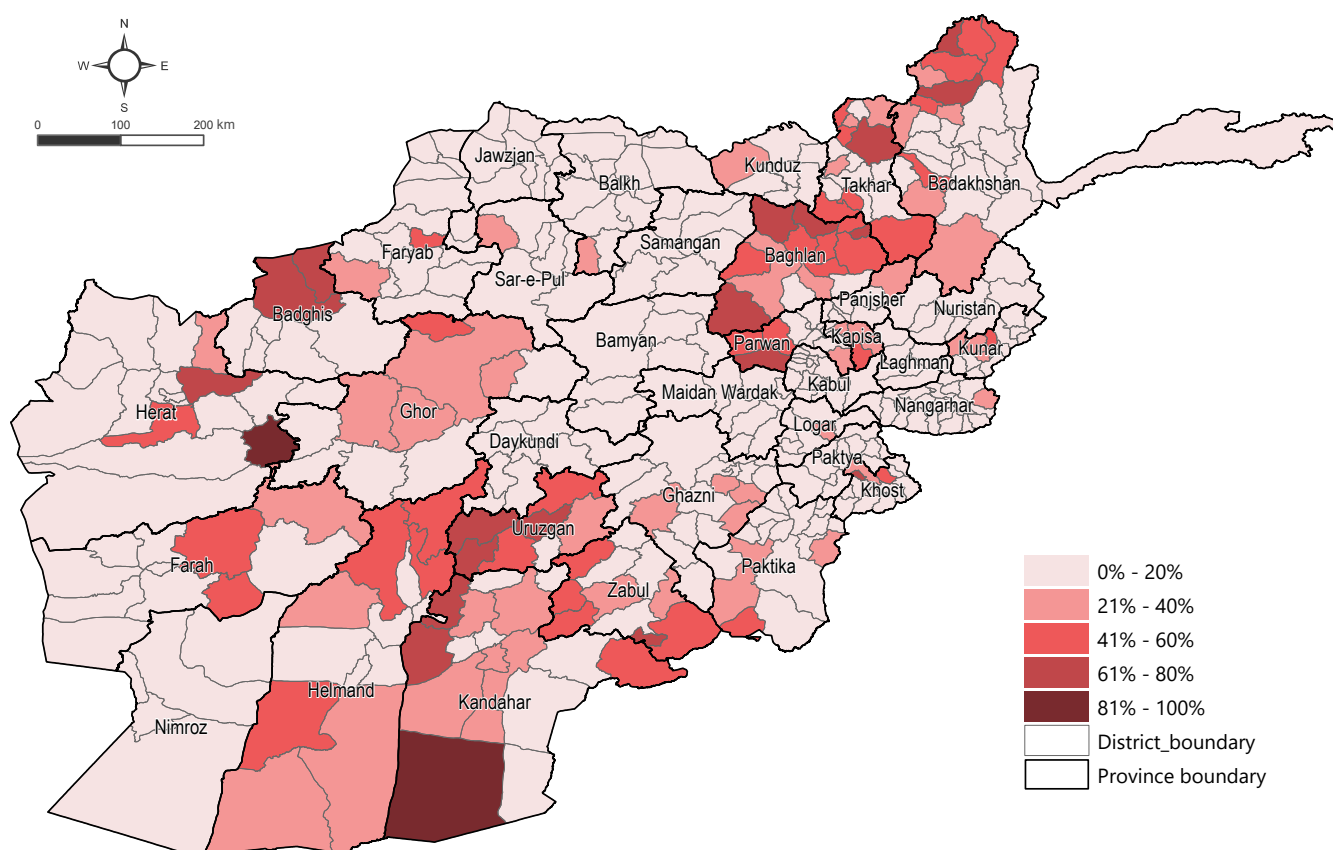 N
W E
S
0 100 200 km
Jawzjan
Balkh
Kunduz
Takhar
Badakhshan
Faryab
Samangan
Baghlan
Sar-e-Pul
Badghis
Panjsher
Nuristan
Bamyan
Parwan
Kapisa
Kunar
Laghman
Herat
Ghor
Maidan Wardak
Kabul
Nangarhar
Logar
Daykundi
Paktya
Khost
Ghazni
Uruzgan
Farah
Paktika
Zabul
Helmand
Kandahar
Nimroz
0% - 20%
21% - 40%
41% - 60%
61% - 80%
81% - 100%
District_boundary
Province boundary